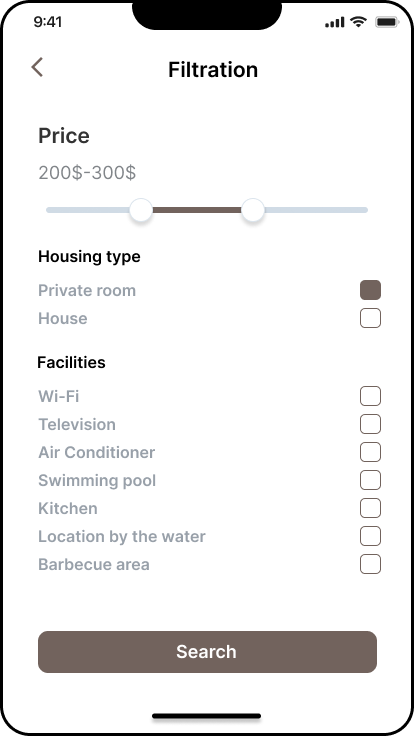 9:41
Filtration
Price
200$-300$
Housing type
Private room
House
Facilities
Wi-Fi
Television
Air Conditioner
Swimming pool
Kitchen
Location by the water
Barbecue area
Search